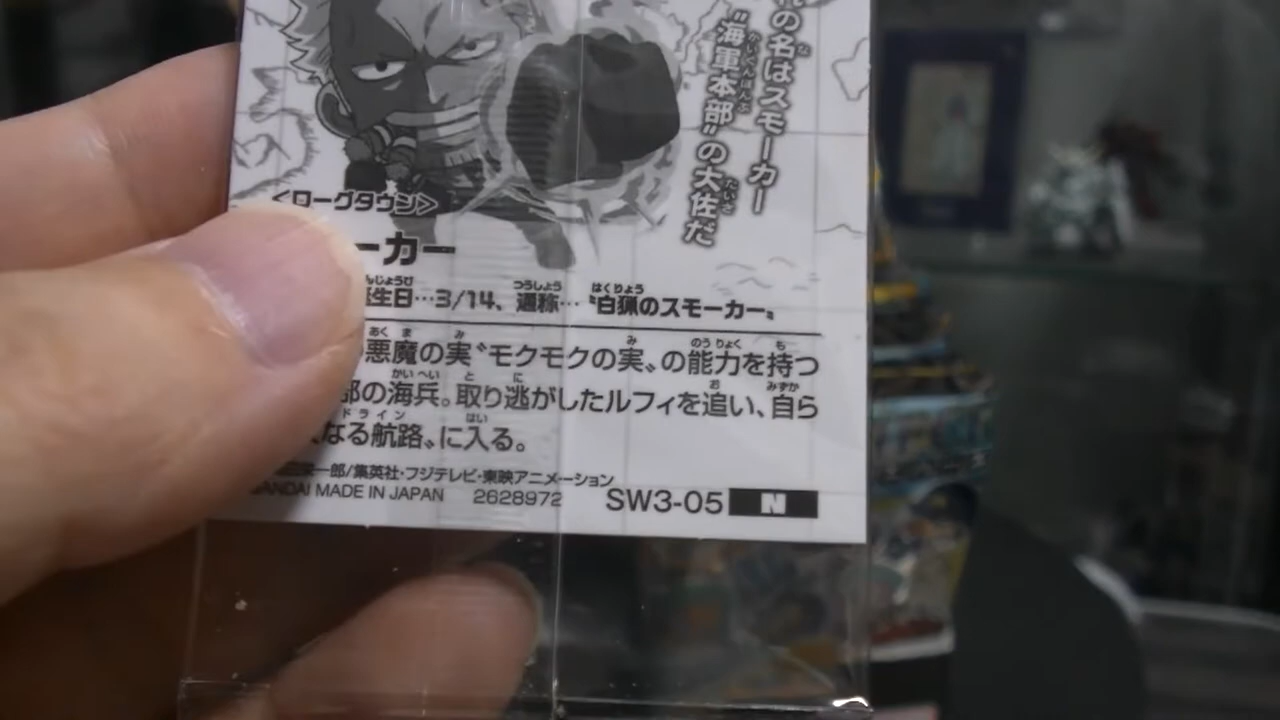 の名はスモーカー
“海軍本部”の大佐だ
<ローグタウン>
ーカー
生日…3/14、通称…〝白猟のスモーカー〟
悪魔の実〝モクモクの実〟の能力を持つ
部の海兵。取り逃がしたルフィを追い、自ら
なる航路〟に入る。
一郎/集英社・フジテレビ・東映アニメーション
BANDAI MADE IN JAPAN 2628972 SW3-05 N